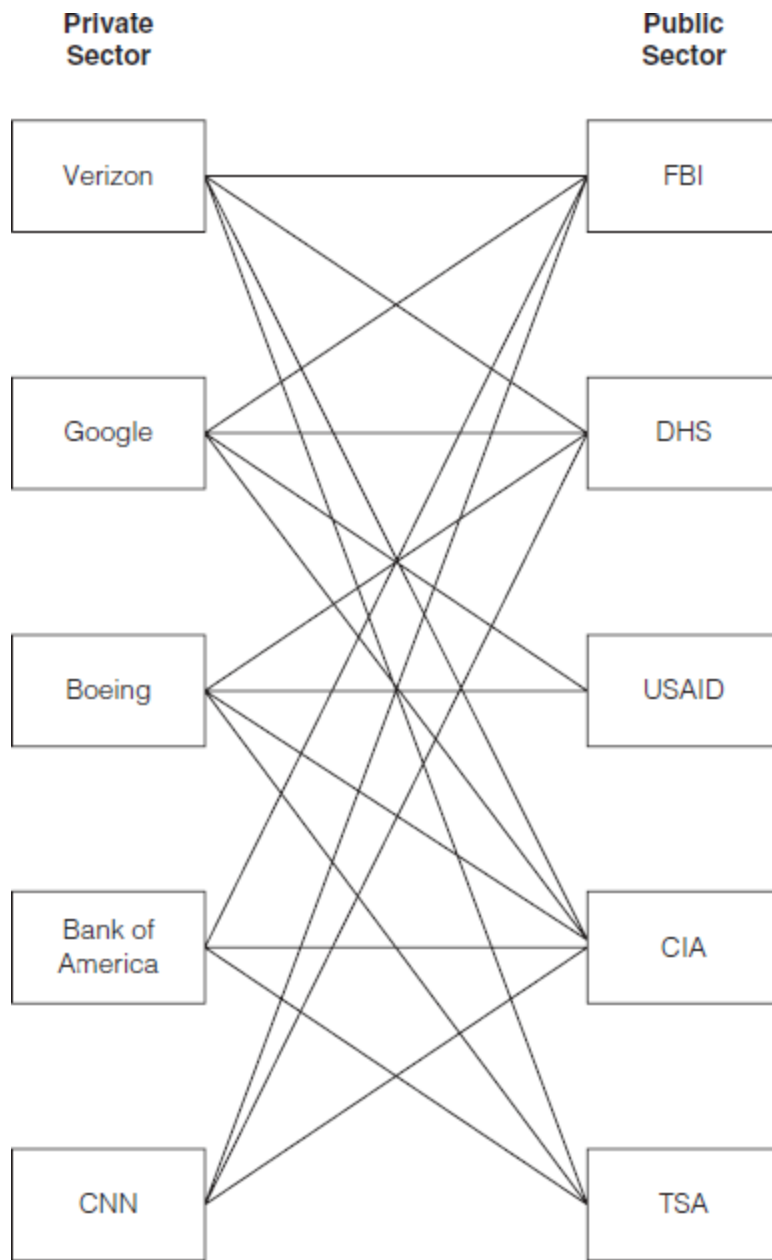 Private
Sector
Public
Sector
Verizon
FBI
Google
DHS
Boeing
USAID
Bank of
America
CIA
CNN
TSA